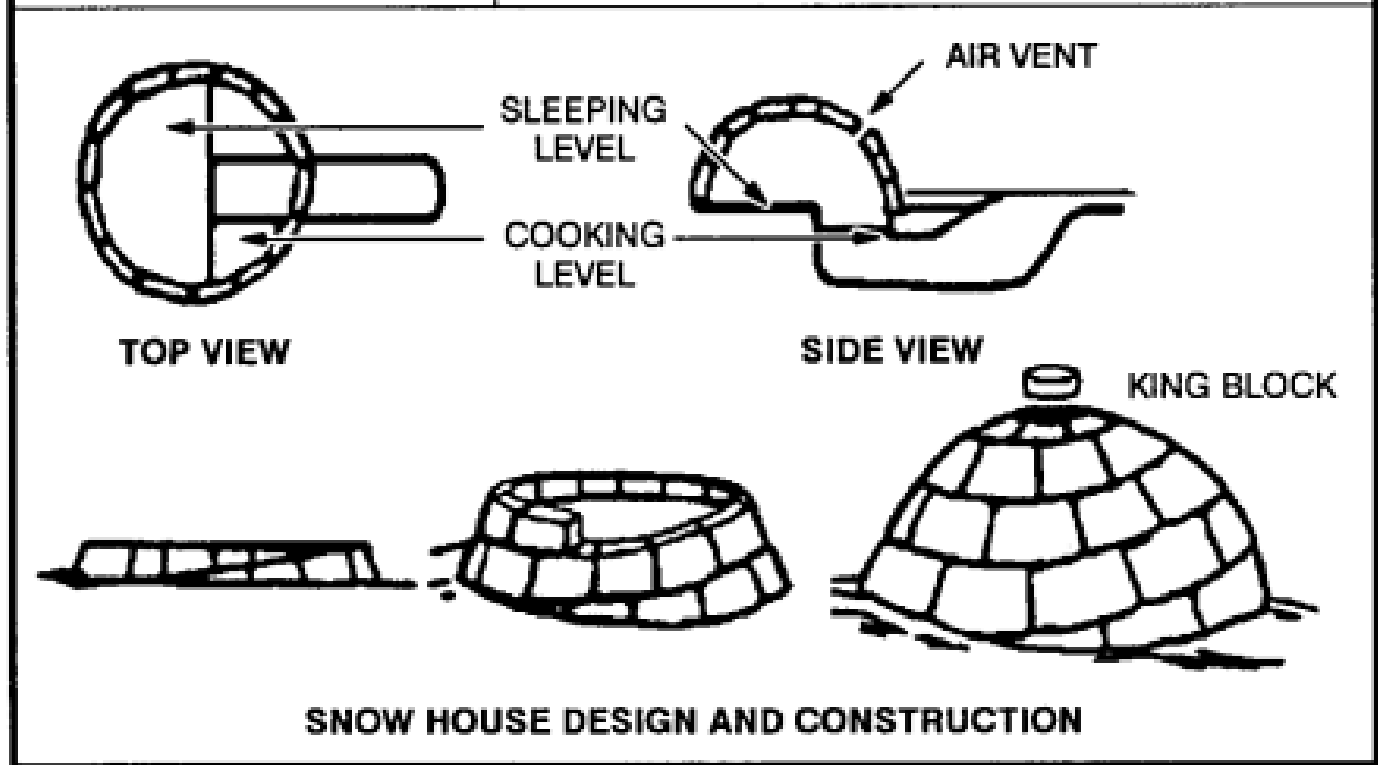 AIR VENT
SLEEPING
LEVEL
COOKING
LEVEL
TOP VIEW
SIDE VIEW
KING BLOCK
SNOW HOUSE DESIGN AND CONSTRUCTION